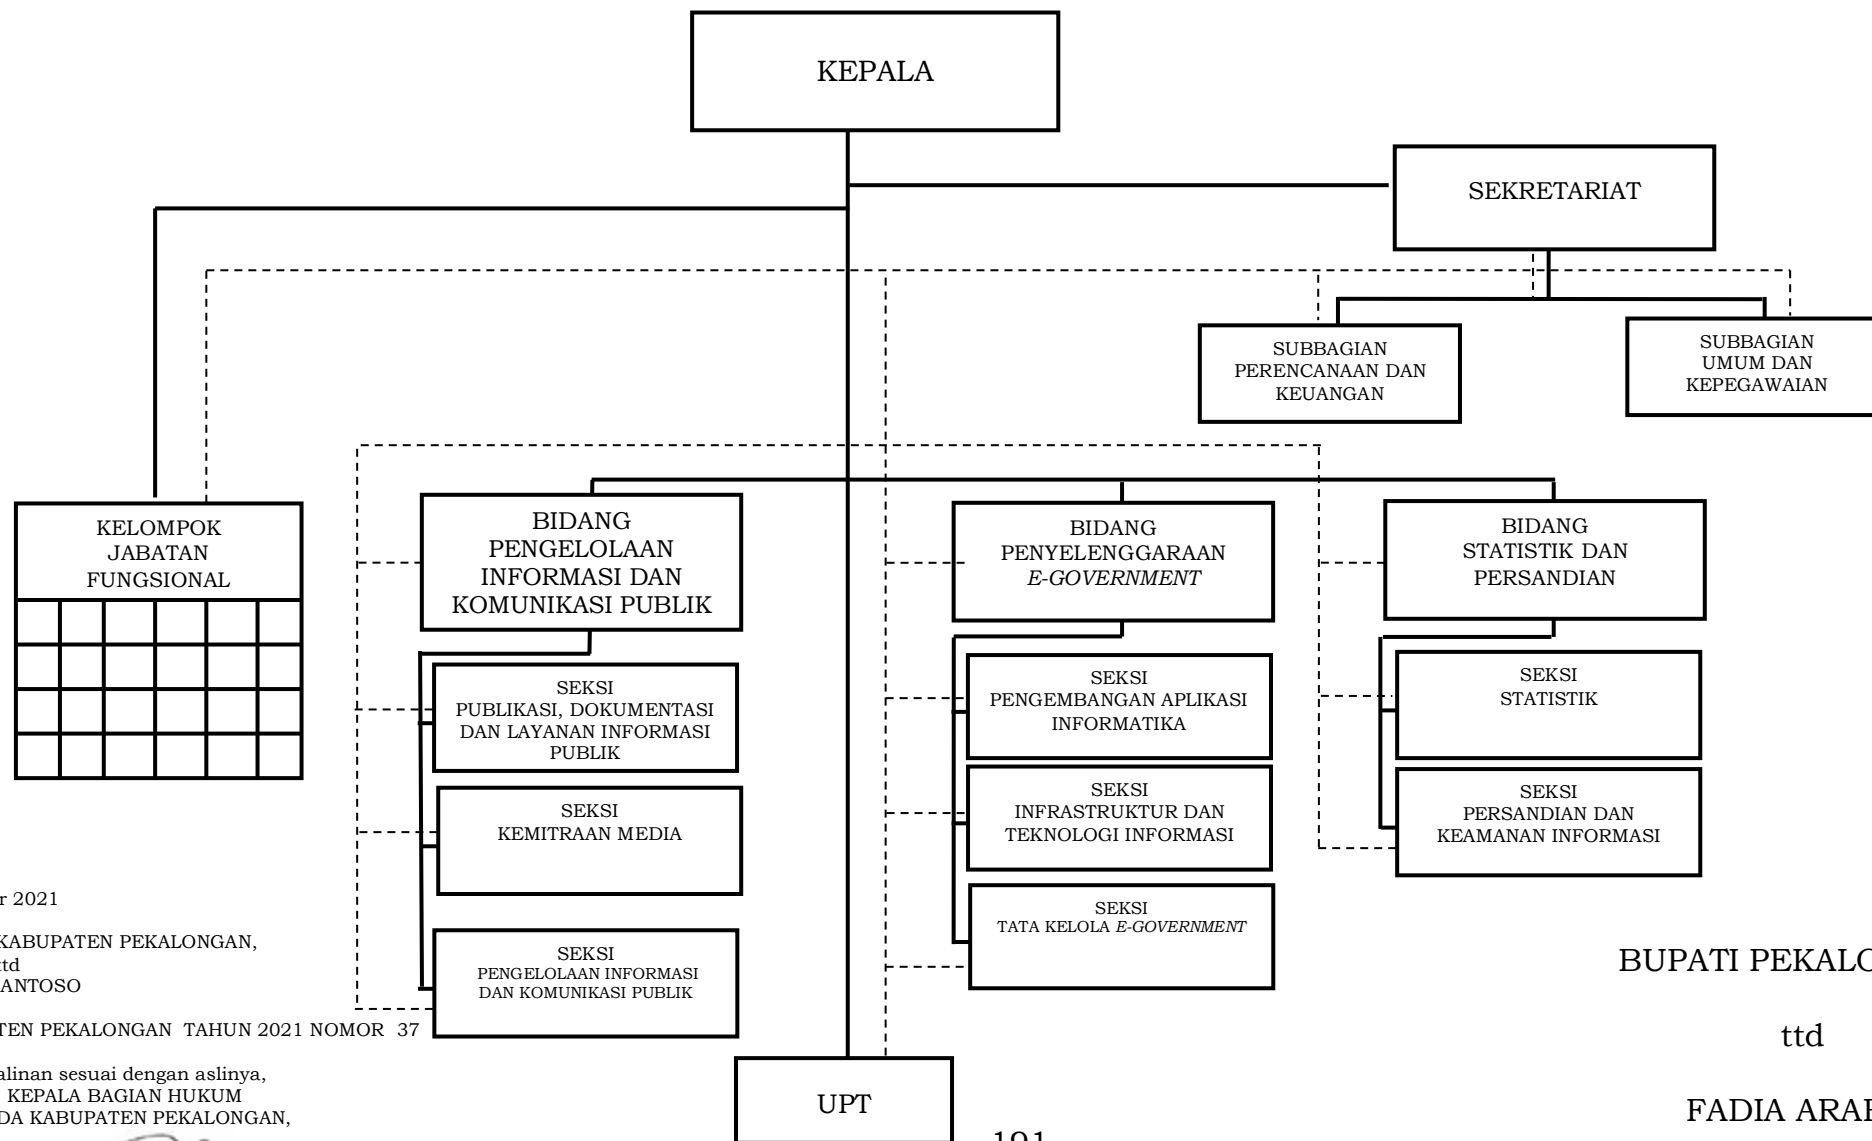 KEPALA
SEKRETARIAT
SUBBAGIAN
PERENCANAAN DAN
KEUANGAN
SUBBAGIAN
UMUM DAN
KEPEGAWAIAN
KELOMPOK
JABATAN
FUNGSIONAL
BIDANG
PENGELOLAAN
INFORMASI DAN
KOMUNIKASI PUBLIK
BIDANG
PENYELENGGARAAN
E-GOVERNMENT
BIDANG
STATISTIK DAN
PERSANDIAN
SEKSI
PUBLIKASI, DOKUMENTASI
DAN LAYANAN INFORMASI
PUBLIK
SEKSI
KEMITRAAN MEDIA
SEKSI
PENGELOLAAN INFORMASI
DAN KOMUNIKASI PUBLIK
SEKSI
PENGEMBANGAN APLIKASI
INFORMATIKA
SEKSI
INFRASTRUKTUR DAN
TEKNOLOGI INFORMASI
SEKSI
TATA KELOLA E-GOVERNMENT
SEKSI
STATISTIK
SEKSI
PERSANDIAN DAN
KEAMANAN INFORMASI
UPT
r 2021
KABUPATEN PEKALONGAN,
ttd
ANTOSO
TEN PEKALONGAN TAHUN 2021 NOMOR 37
alinan sesuai dengan aslinya,
KEPALA BAGIAN HUKUM
DA KABUPATEN PEKALONGAN,
BUPATI PEKALO
ttd
FADIA ARA
191